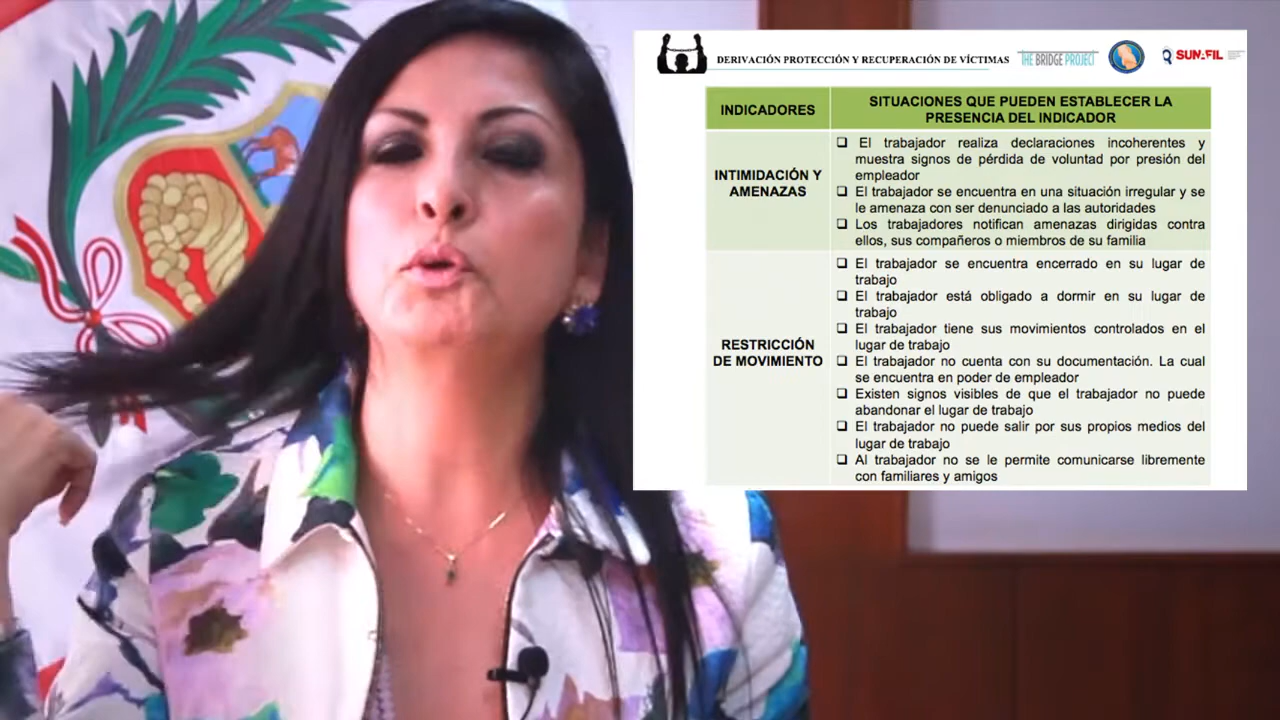 DERIVACIÓN PROTECCIÓN Y RECUPERACIÓN DE VÍCTIMAS
THE BRIDGE PROJECT
SUNAFIL
INDICADORES
SITUACIONES QUE PUEDEN ESTABLECER LA
PRESENCIA DEL INDICADOR
INTIMIDACIÓN Y
AMENAZAS
❑ El trabajador realiza declaraciones incoherentes y
muestra signos de pérdida de voluntad por presión del
empleador
❑ El trabajador se encuentra en una situación irregular y se
le amenaza con ser denunciado a las autoridades
❑ Los trabajadores notifican amenazas dirigidas contra
ellos, sus compañeros o miembros de su familia
RESTRICCIÓN
DE MOVIMIENTO
❑ El trabajador se encuentra encerrado en su lugar de
trabajo
❑ El trabajador está obligado a dormir en su lugar de
trabajo
❑ El trabajador tiene sus movimientos controlados en el
lugar de trabajo
❑ El trabajador no cuenta con su documentación. La cual
se encuentra en poder de empleador
❑ Existen signos visibles de que el trabajador no puede
abandonar el lugar de trabajo
❑ El trabajador no puede salir por sus propios medios del
lugar de trabajo
❑ Al trabajador no se le permite comunicarse libremente
con familiares y amigos